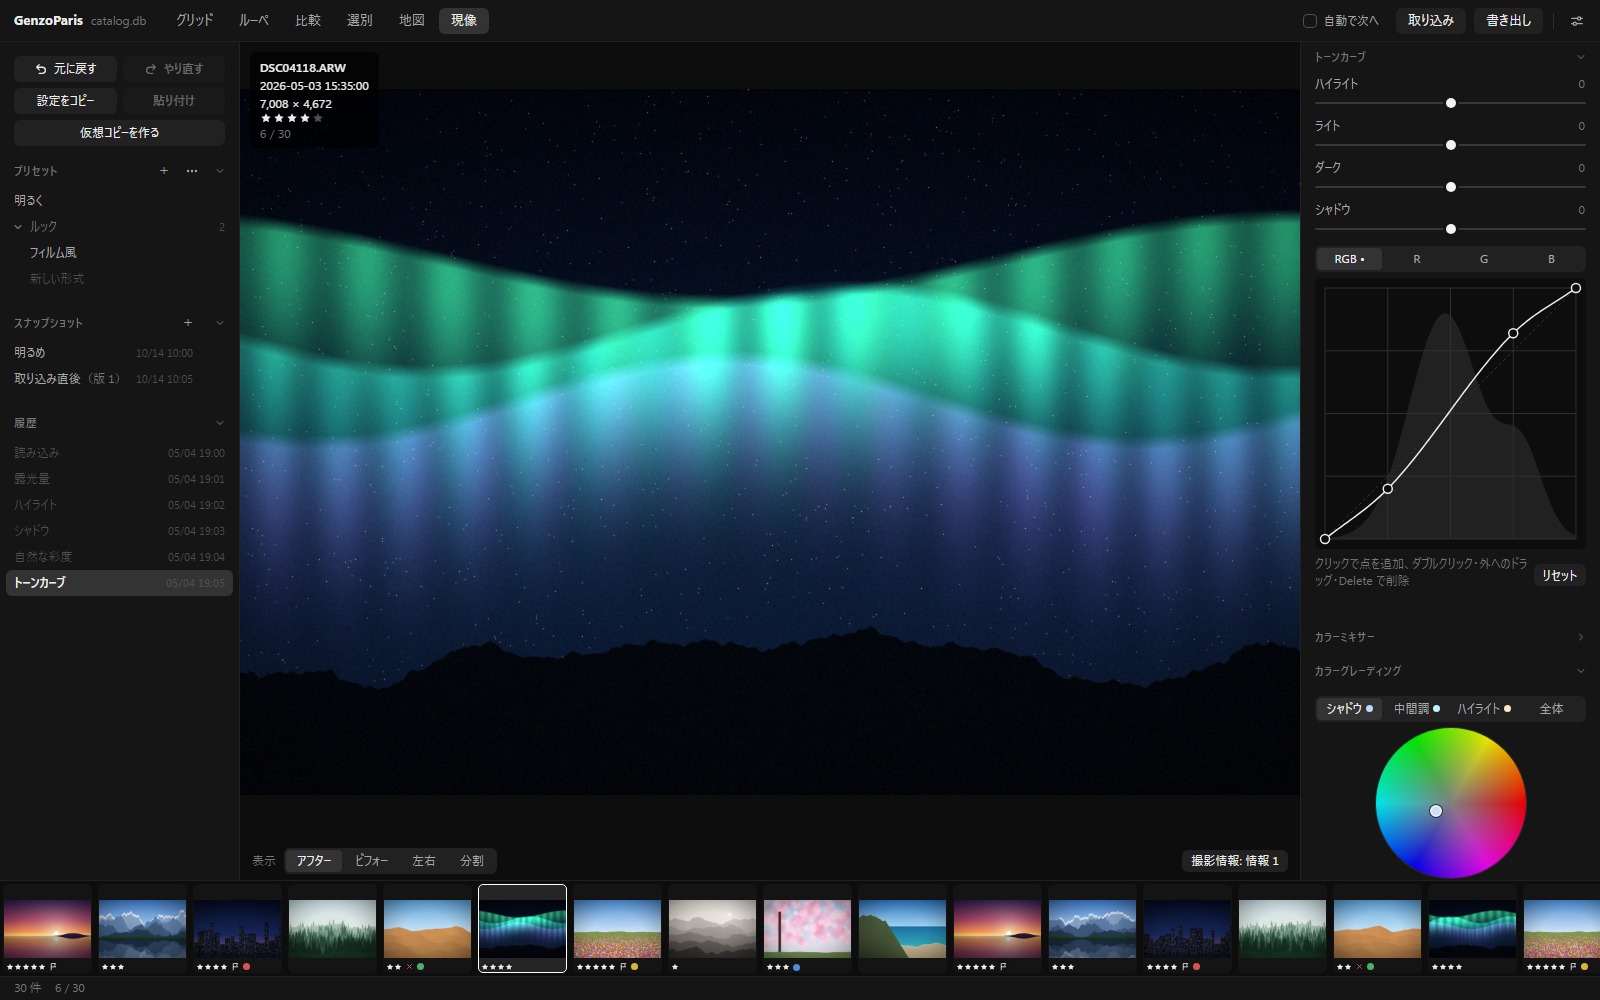 GenzoParis catalog.db グリッド ルーペ 比較 選別 地図 現像 自動で次へ 取り込み 書き出し
元に戻す やり直す
設定をコピー 貼り付け
仮想コピーを作る
プリセット
明るく
ルック 2
フィルム風
新しい形式
スナップショット
明るめ 10/14 10:00
取り込み直後（版 1） 10/14 10:05
履歴
読み込み 05/04 19:00
露光量 05/04 19:01
ハイライト 05/04 19:02
シャドウ 05/04 19:03
自然な彩度 05/04 19:04
トーンカーブ 05/04 19:05
DSC04118.ARW
2026-05-03 15:35:00
7,008 × 4,672
★★★★★
6 / 30
表示 アフター ビフォー 左右 分割
撮影情報: 情報 1
トーンカーブ
ハイライト 0
ライト 0
ダーク 0
シャドウ 0
RGB • R G B
クリックで点を追加、ダブルクリック・外へのドラ
ッグ・Delete で削除
リセット
カラーミキサー
カラーグレーディング
シャドウ 中間調 ハイライト 全体
30 件 6 / 30